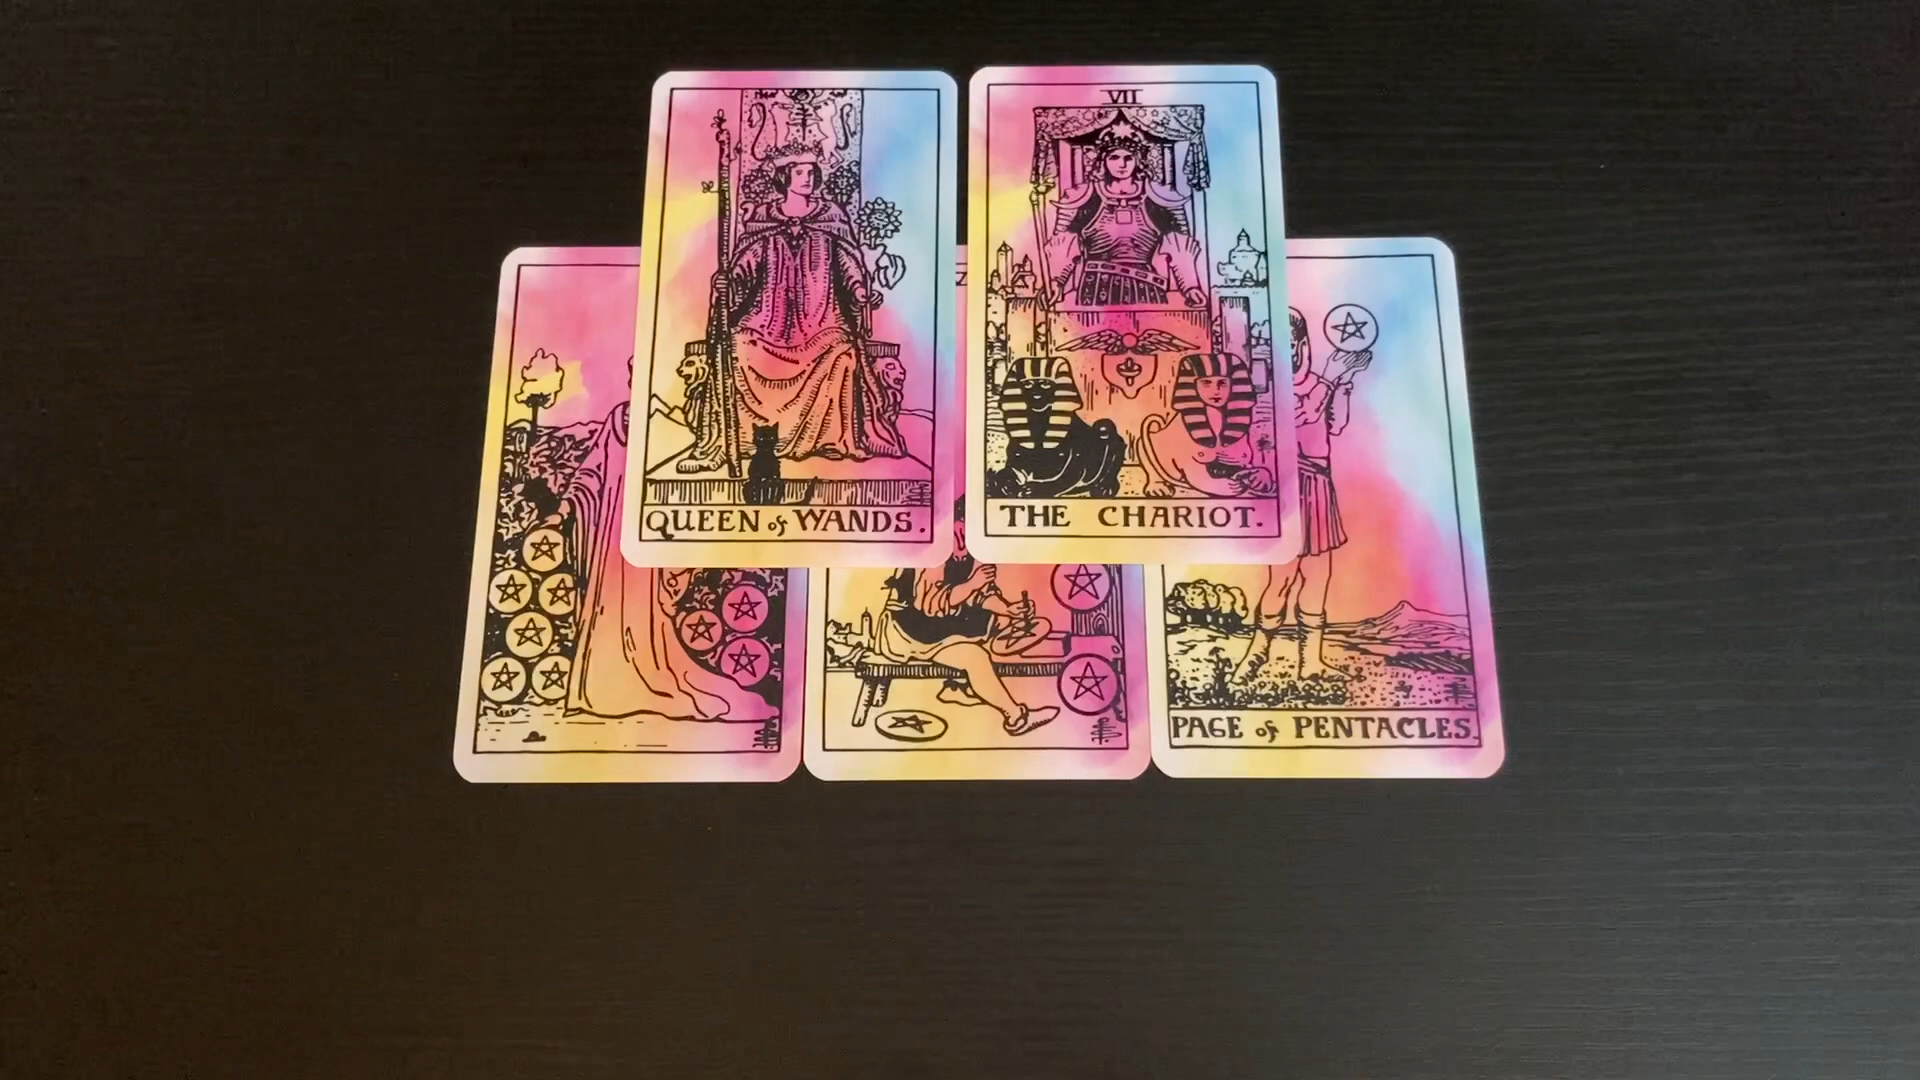 VII
QUEEN of WANDS.
THE CHARIOT.
PAGE of PENTACLES.